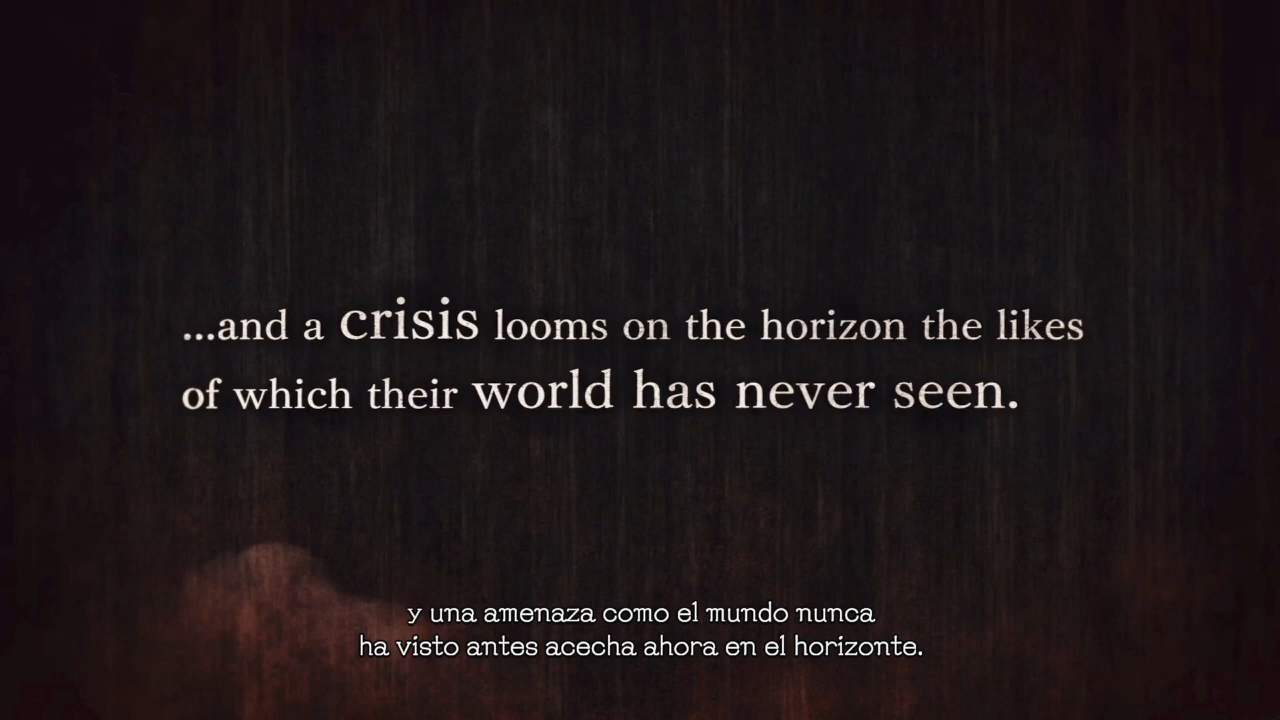 ...and a crisis looms on the horizon the likes
of which their world has never seen.
y una amenaza como el mundo nunca
ha visto antes acecha ahora en el horizonte.